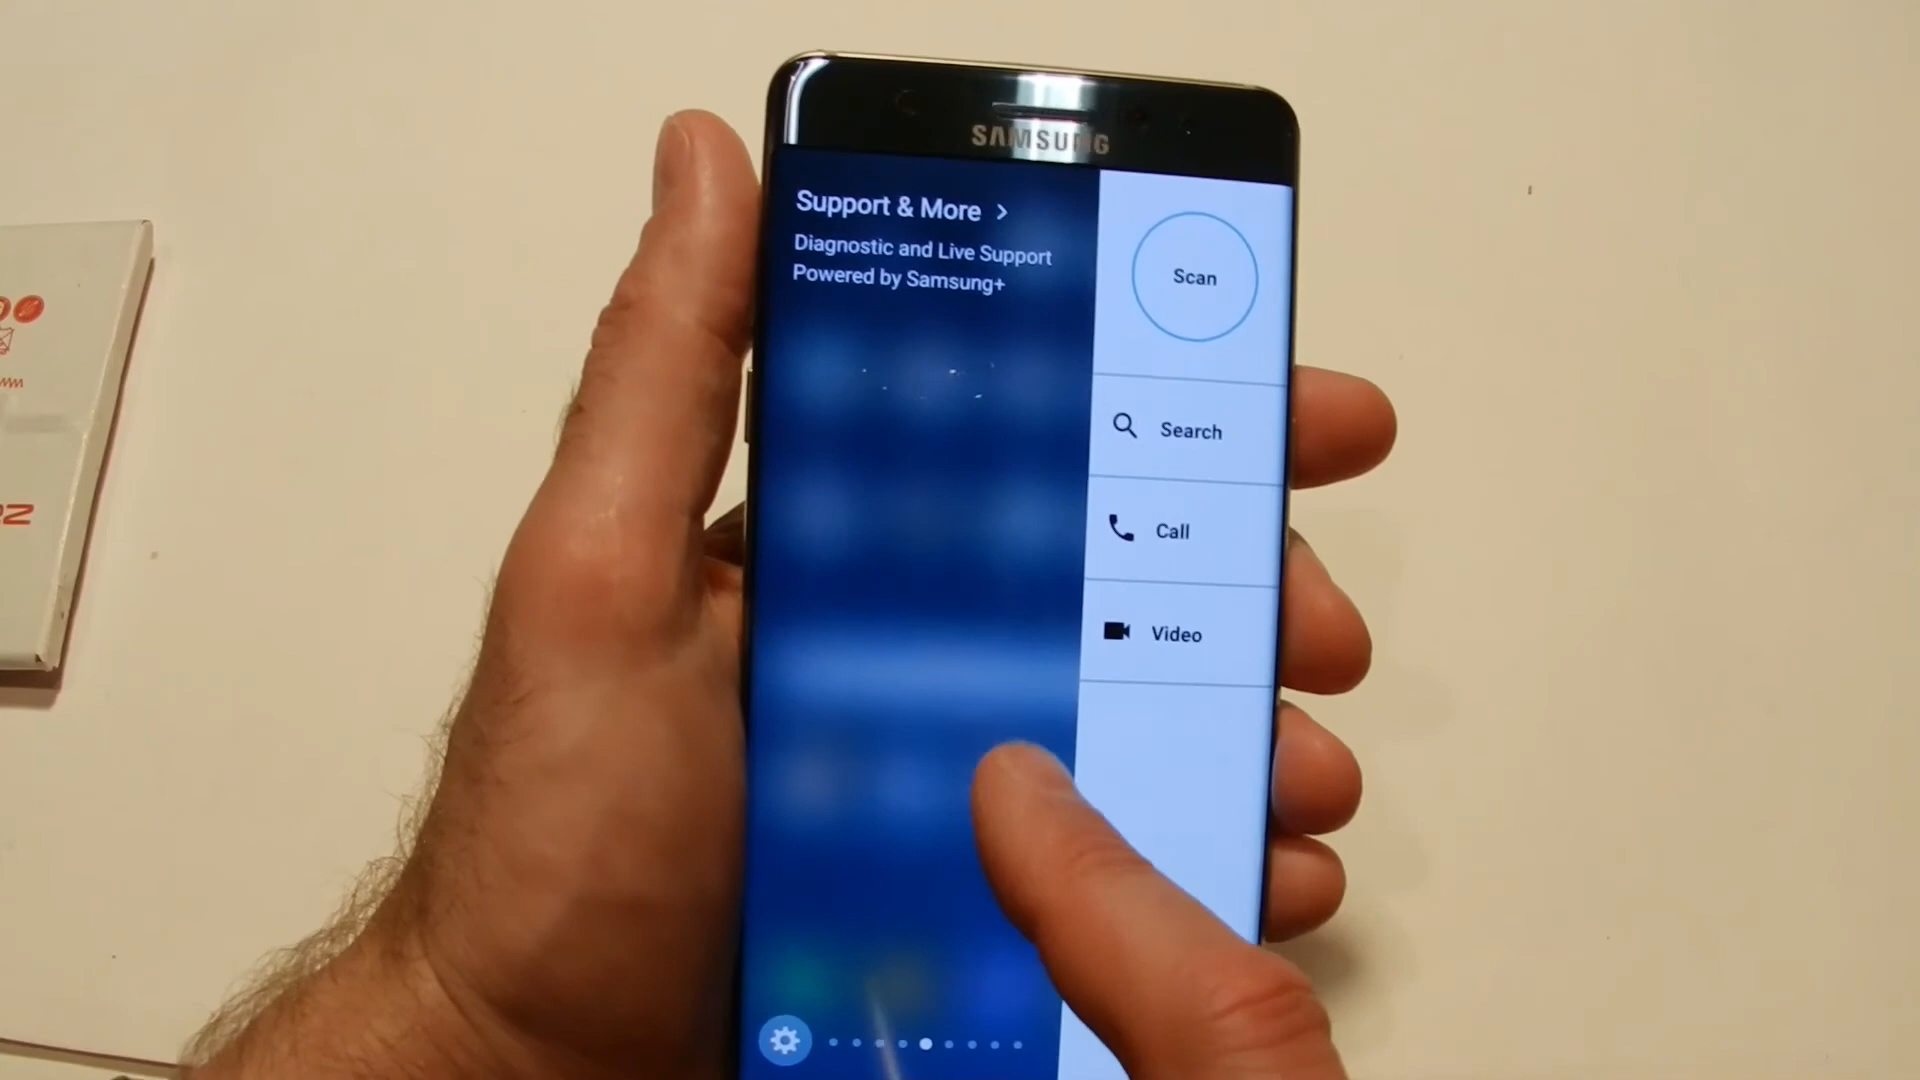 SAMSUNG
Support & More >
Diagnostic and Live Support
Powered by Samsung+
Scan
Search
Call
Video